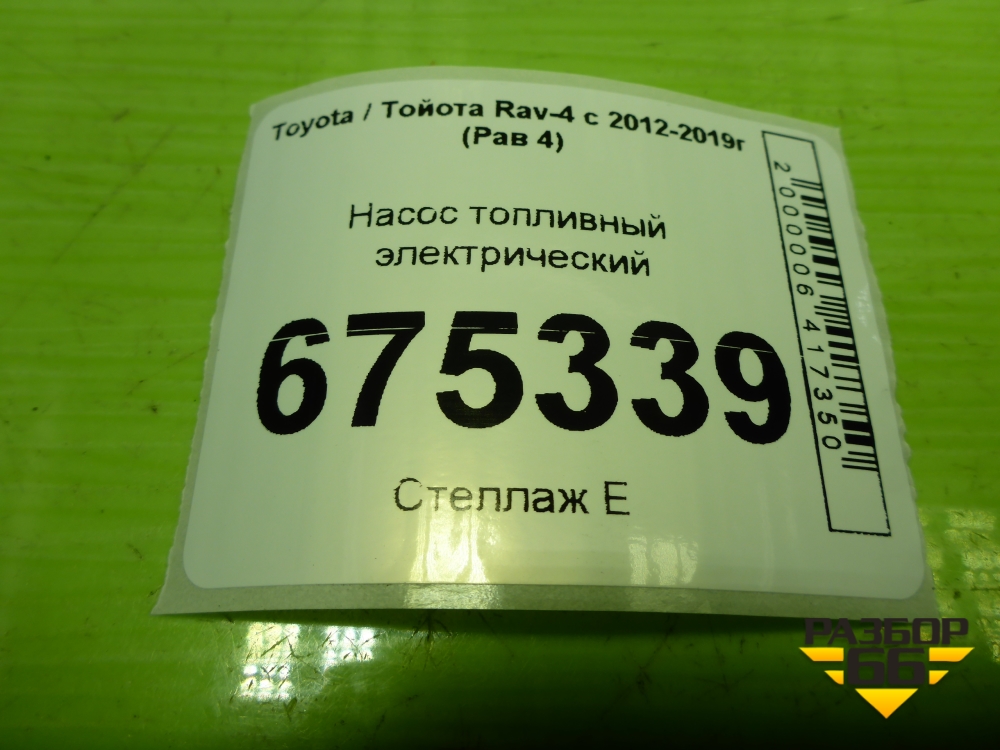 Toyota / Тойота Rav-4 с 2012-2019г
(Рав 4)
Насос топливный
электрический
675339
Стеллаж Е
2000006417350
РАЗБОР
66